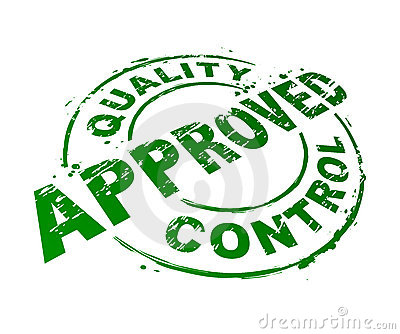 QUALITY
APPROVED
CONTROL
dreamstime.com